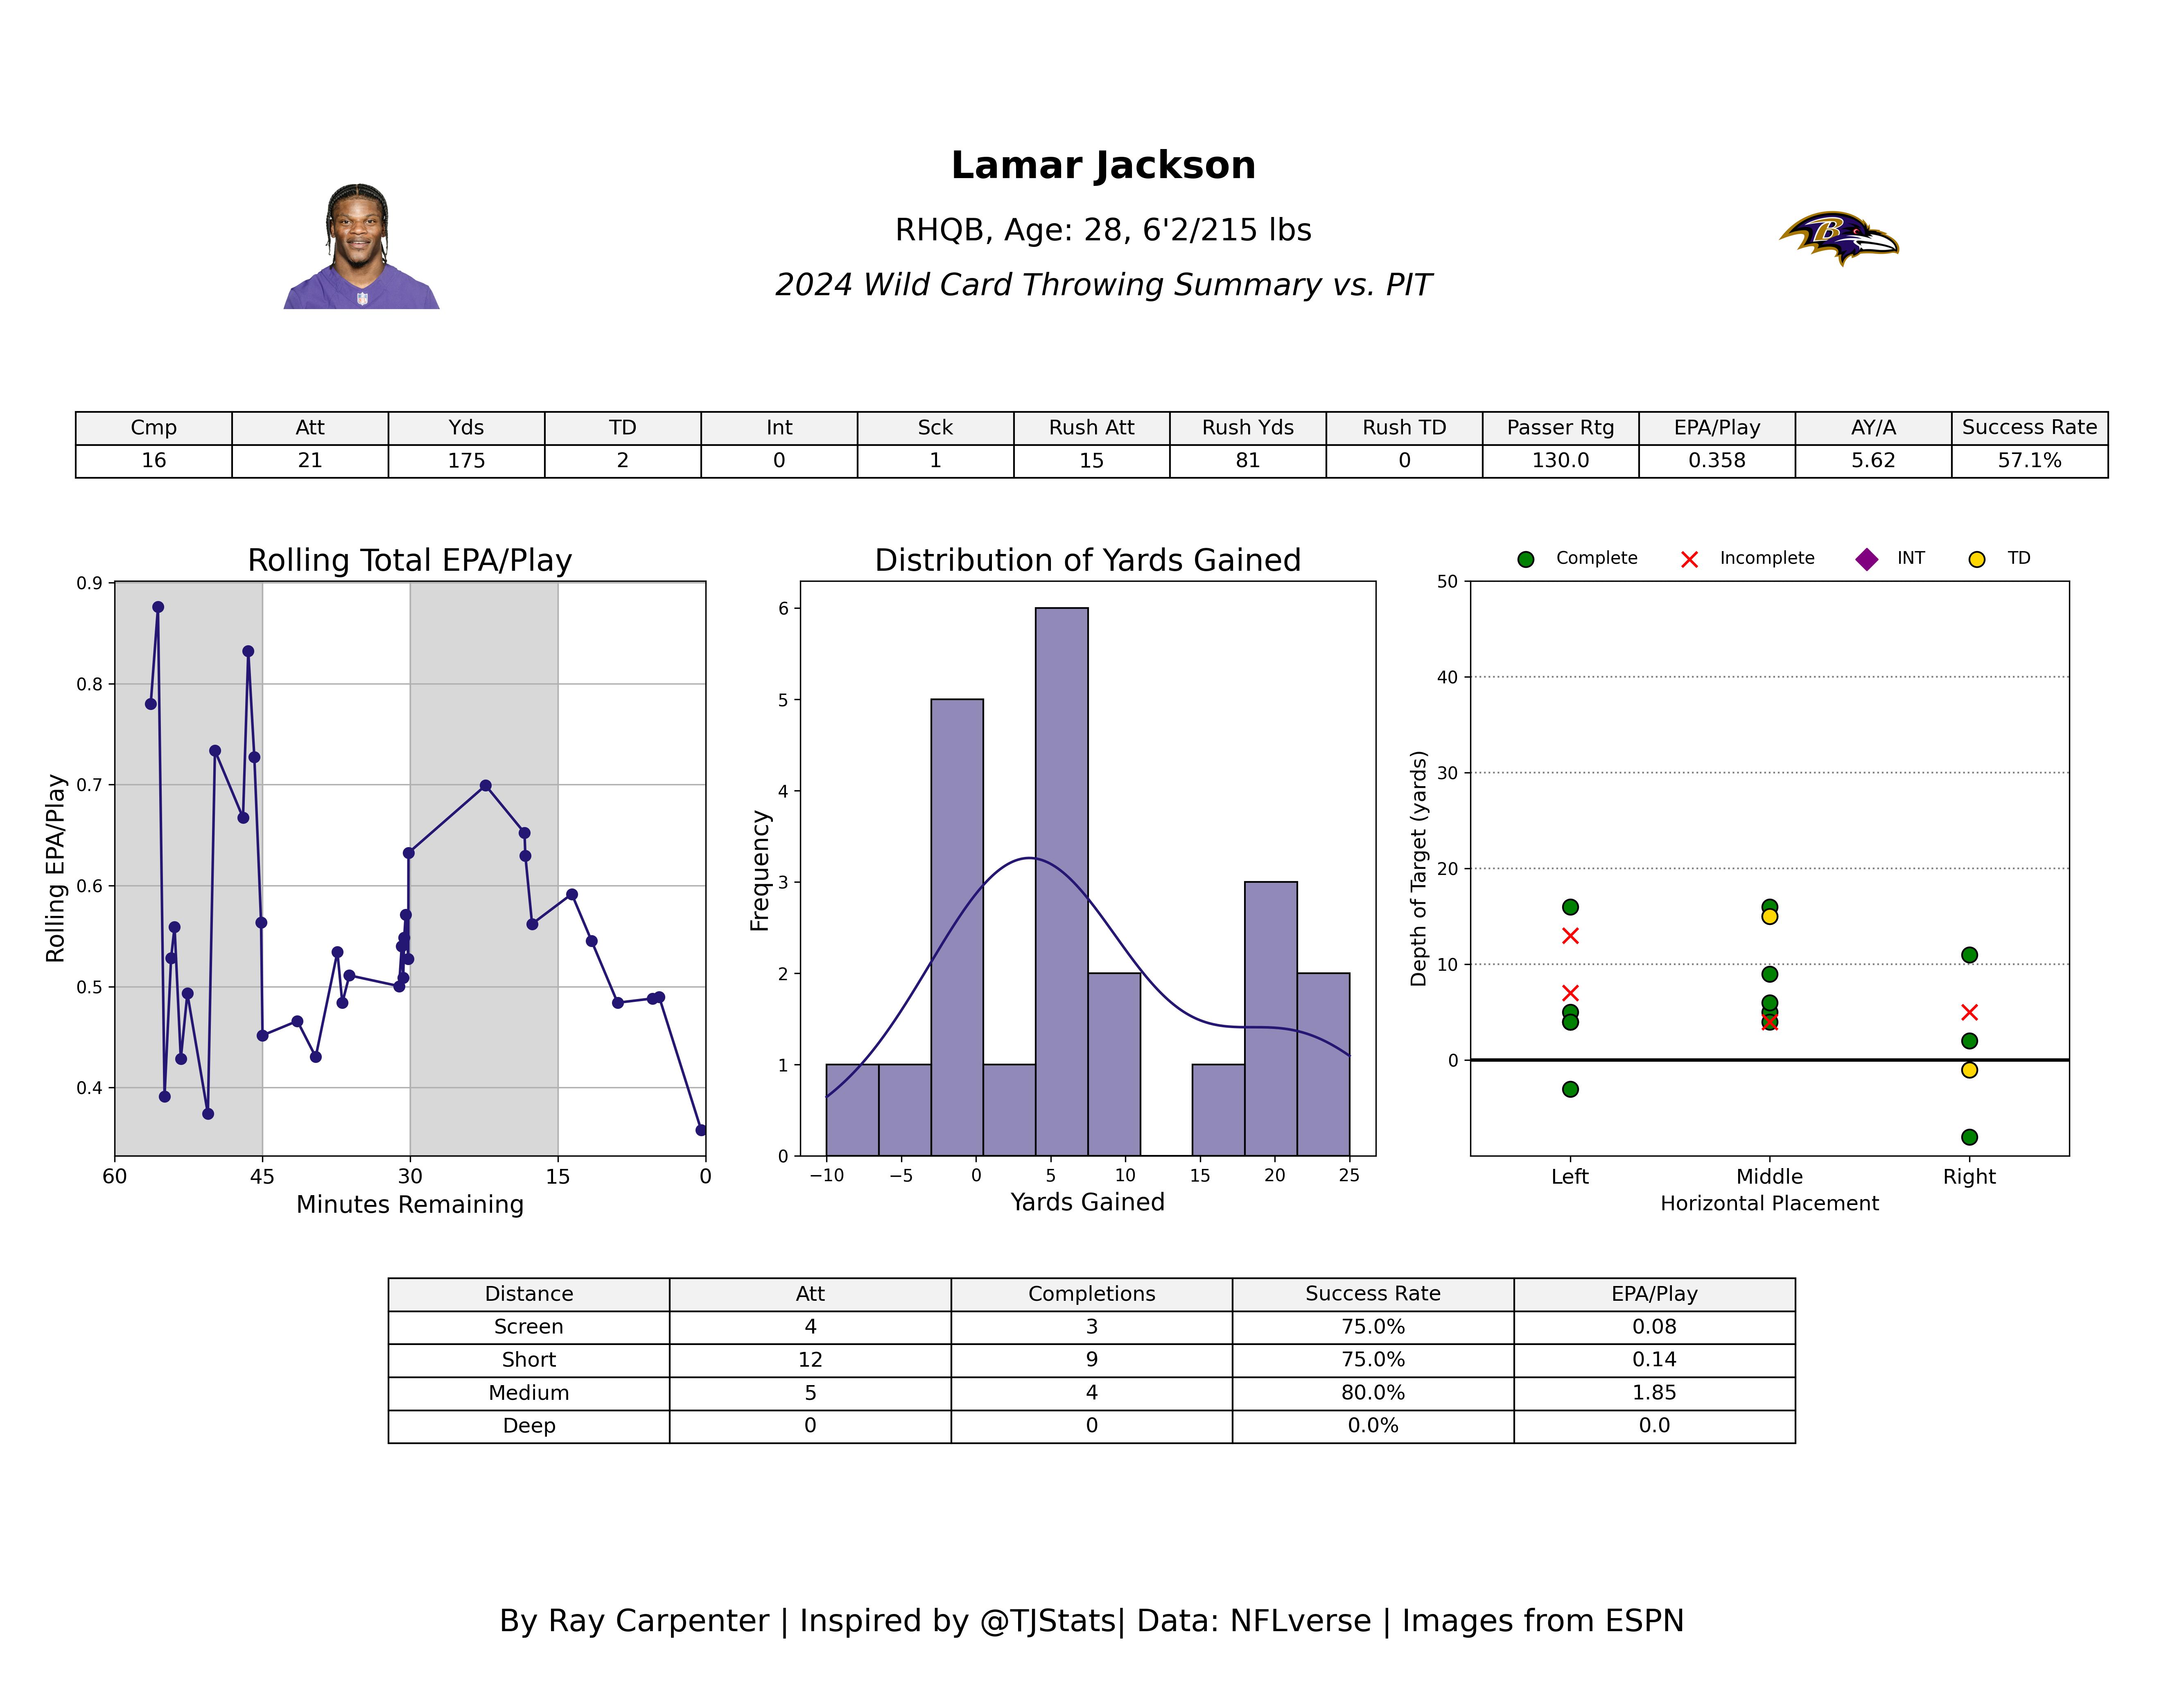 Lamar Jackson
RHQB, Age: 28, 6'2/215 lbs
2024 Wild Card Throwing Summary vs. PIT
B
Cmp Att Yds TD Int Sck Rush Att Rush Yds Rush TD Passer Rtg EPA/Play AY/A Success Rate
16 21 175 2 0 1 15 81 0 130.0 0.358 5.62 57.1%
Rolling Total EPA/Play
0.9
0.8
0.7
0.6
0.5
0.4
Rolling EPA/Play
60 45 30 15 0
Minutes Remaining
Distribution of Yards Gained
6
5
4
3
2
1
0
Frequency
−10 −5 0 5 10 15 20 25
Yards Gained
Complete Incomplete INT TD
50
40
30
20
10
0
Depth of Target (yards)
Left Middle Right
Horizontal Placement
Distance Att Completions Success Rate EPA/Play
Screen 4 3 75.0% 0.08
Short 12 9 75.0% 0.14
Medium 5 4 80.0% 1.85
Deep 0 0 0.0% 0.0
By Ray Carpenter | Inspired by @TJStats| Data: NFLverse | Images from ESPN